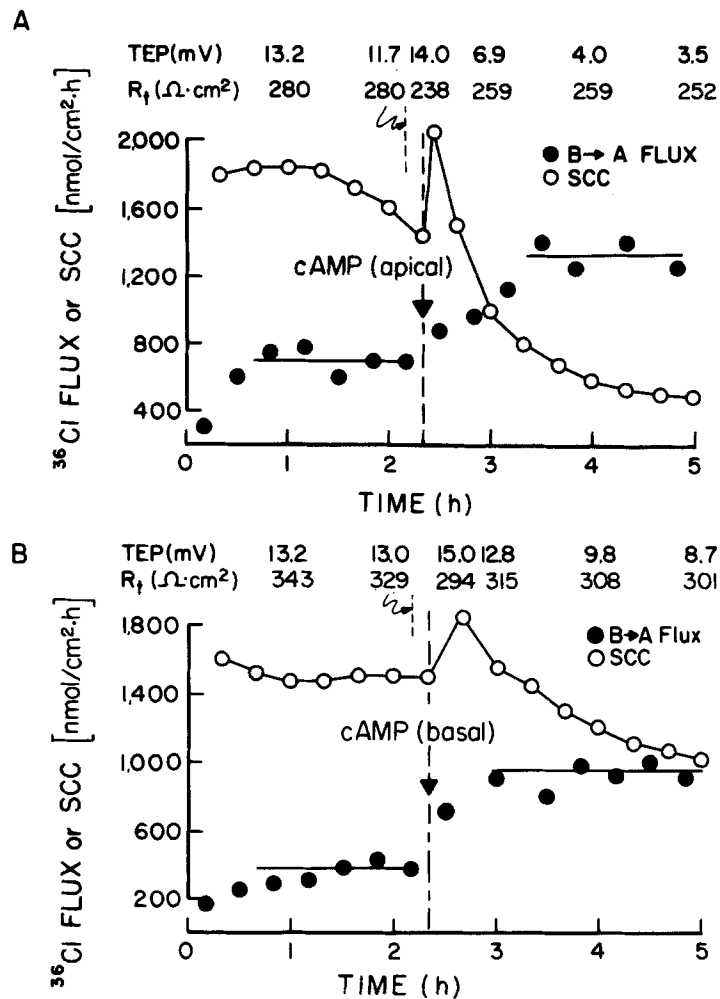 A
TEP(mV) 13.2 11.7 14.0 6.9 4.0 3.5
Rt (Ω·cm²) 280 280 238 259 259 252
³⁶Cl FLUX or SCC [nmol/cm²·h]
2,000
1,600
1,200
800
400
● B→A FLUX
○ SCC
cAMP (apical)
0 1 2 3 4 5
TIME (h)
B
TEP(mV) 13.2 13.0 15.0 12.8 9.8 8.7
Rt (Ω·cm²) 343 329 294 315 308 301
³⁶Cl FLUX or SCC [nmol/cm²·h]
1,800
1,400
1,000
600
200
● B→A Flux
○ SCC
cAMP (basal)
0 1 2 3 4 5
TIME (h)